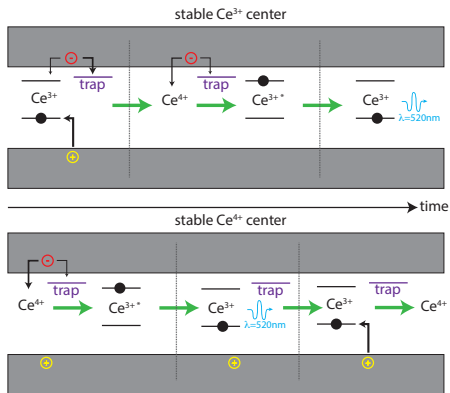 stable Ce³⁺ center
Ce³⁺ trap Ce⁴⁺ trap Ce³⁺* Ce³⁺
λ=520nm
time
stable Ce⁴⁺ center
Ce⁴⁺ trap Ce³⁺* Ce³⁺ trap Ce³⁺ trap Ce⁴⁺
λ=520nm